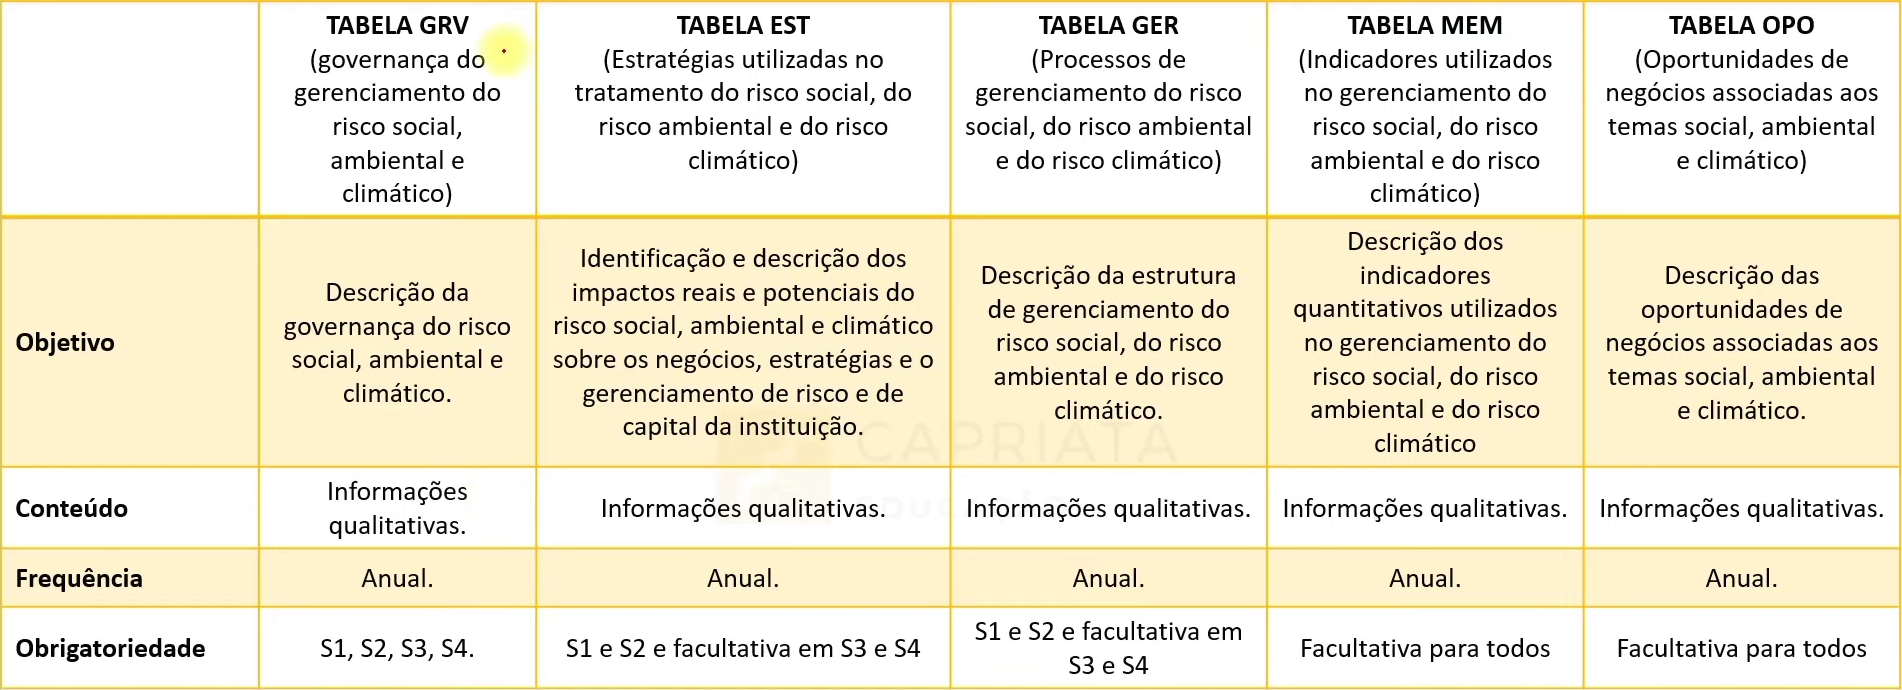 TABELA GRV
(governança do
gerenciamento do
risco social,
ambiental e
climático)
TABELA EST
(Estratégias utilizadas no
tratamento do risco social, do
risco ambiental e do risco
climático)
TABELA GER
(Processos de
gerenciamento do risco
social, do risco ambiental
e do risco climático)
TABELA MEM
(Indicadores utilizados
no gerenciamento do
risco social, do risco
ambiental e do risco
climático)
TABELA OPO
(Oportunidades de
negócios associadas aos
temas social, ambiental
e climático)
Objetivo
Descrição da
governança do risco
social, ambiental e
climático.
Identificação e descrição dos
impactos reais e potenciais do
risco social, ambiental e climático
sobre os negócios, estratégias e o
gerenciamento de risco e de
capital da instituição.
Descrição da estrutura
de gerenciamento do
risco social, do risco
ambiental e do risco
climático.
Descrição dos
indicadores
quantitativos utilizados
no gerenciamento do
risco social, do risco
ambiental e do risco
climático
Descrição das
oportunidades de
negócios associadas aos
temas social, ambiental
e climático.
CAPRIATA
Conteúdo
Informações
qualitativas.
Informações qualitativas.
Informações qualitativas.
Informações qualitativas.
Informações qualitativas.
Frequência
Anual.
Anual.
Anual.
Anual.
Anual.
Obrigatoriedade
S1, S2, S3, S4.
S1 e S2 e facultativa em S3 e S4
S1 e S2 e facultativa em
S3 e S4
Facultativa para todos
Facultativa para todos